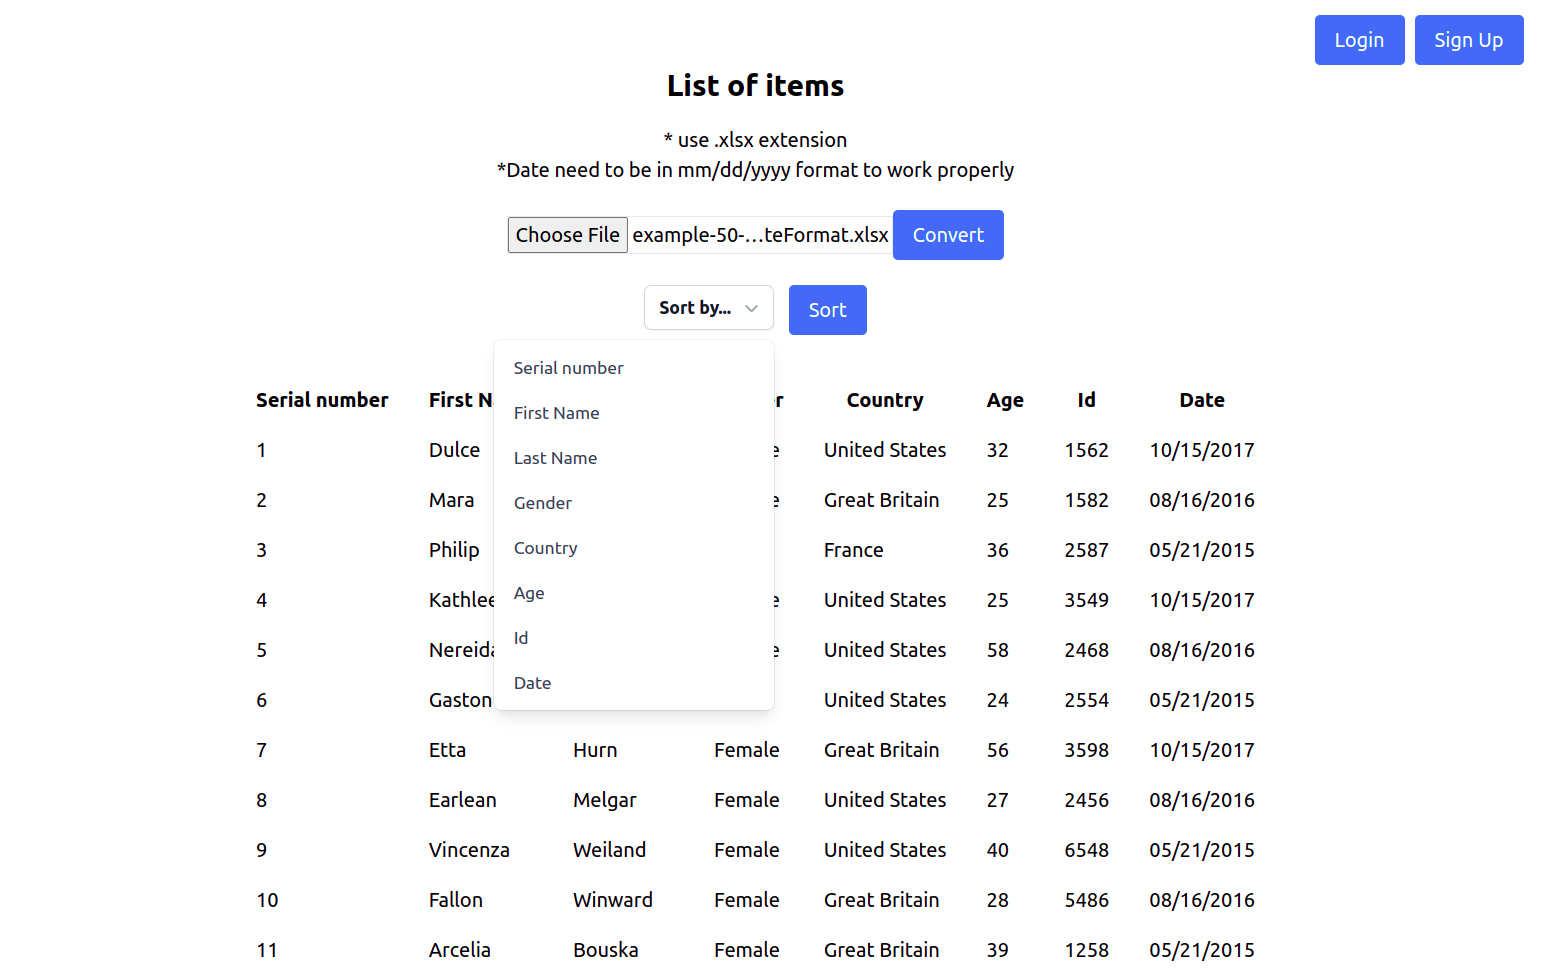 Login Sign Up
List of items
* use .xlsx extension
*Date need to be in mm/dd/yyyy format to work properly
Choose File example-50-...teFormat.xlsx Convert
Sort by... Sort
Serial number
First Name
Last Name
Gender
Country
Age
Id
Date
Serial number First N r Country Age Id Date
1 Dulce e United States 32 1562 10/15/2017
2 Mara e Great Britain 25 1582 08/16/2016
3 Philip France 36 2587 05/21/2015
4 Kathlee e United States 25 3549 10/15/2017
5 Nereida e United States 58 2468 08/16/2016
6 Gaston United States 24 2554 05/21/2015
7 Etta Hurn Female Great Britain 56 3598 10/15/2017
8 Earlean Melgar Female United States 27 2456 08/16/2016
9 Vincenza Weiland Female United States 40 6548 05/21/2015
10 Fallon Winward Female Great Britain 28 5486 08/16/2016
11 Arcelia Bouska Female Great Britain 39 1258 05/21/2015